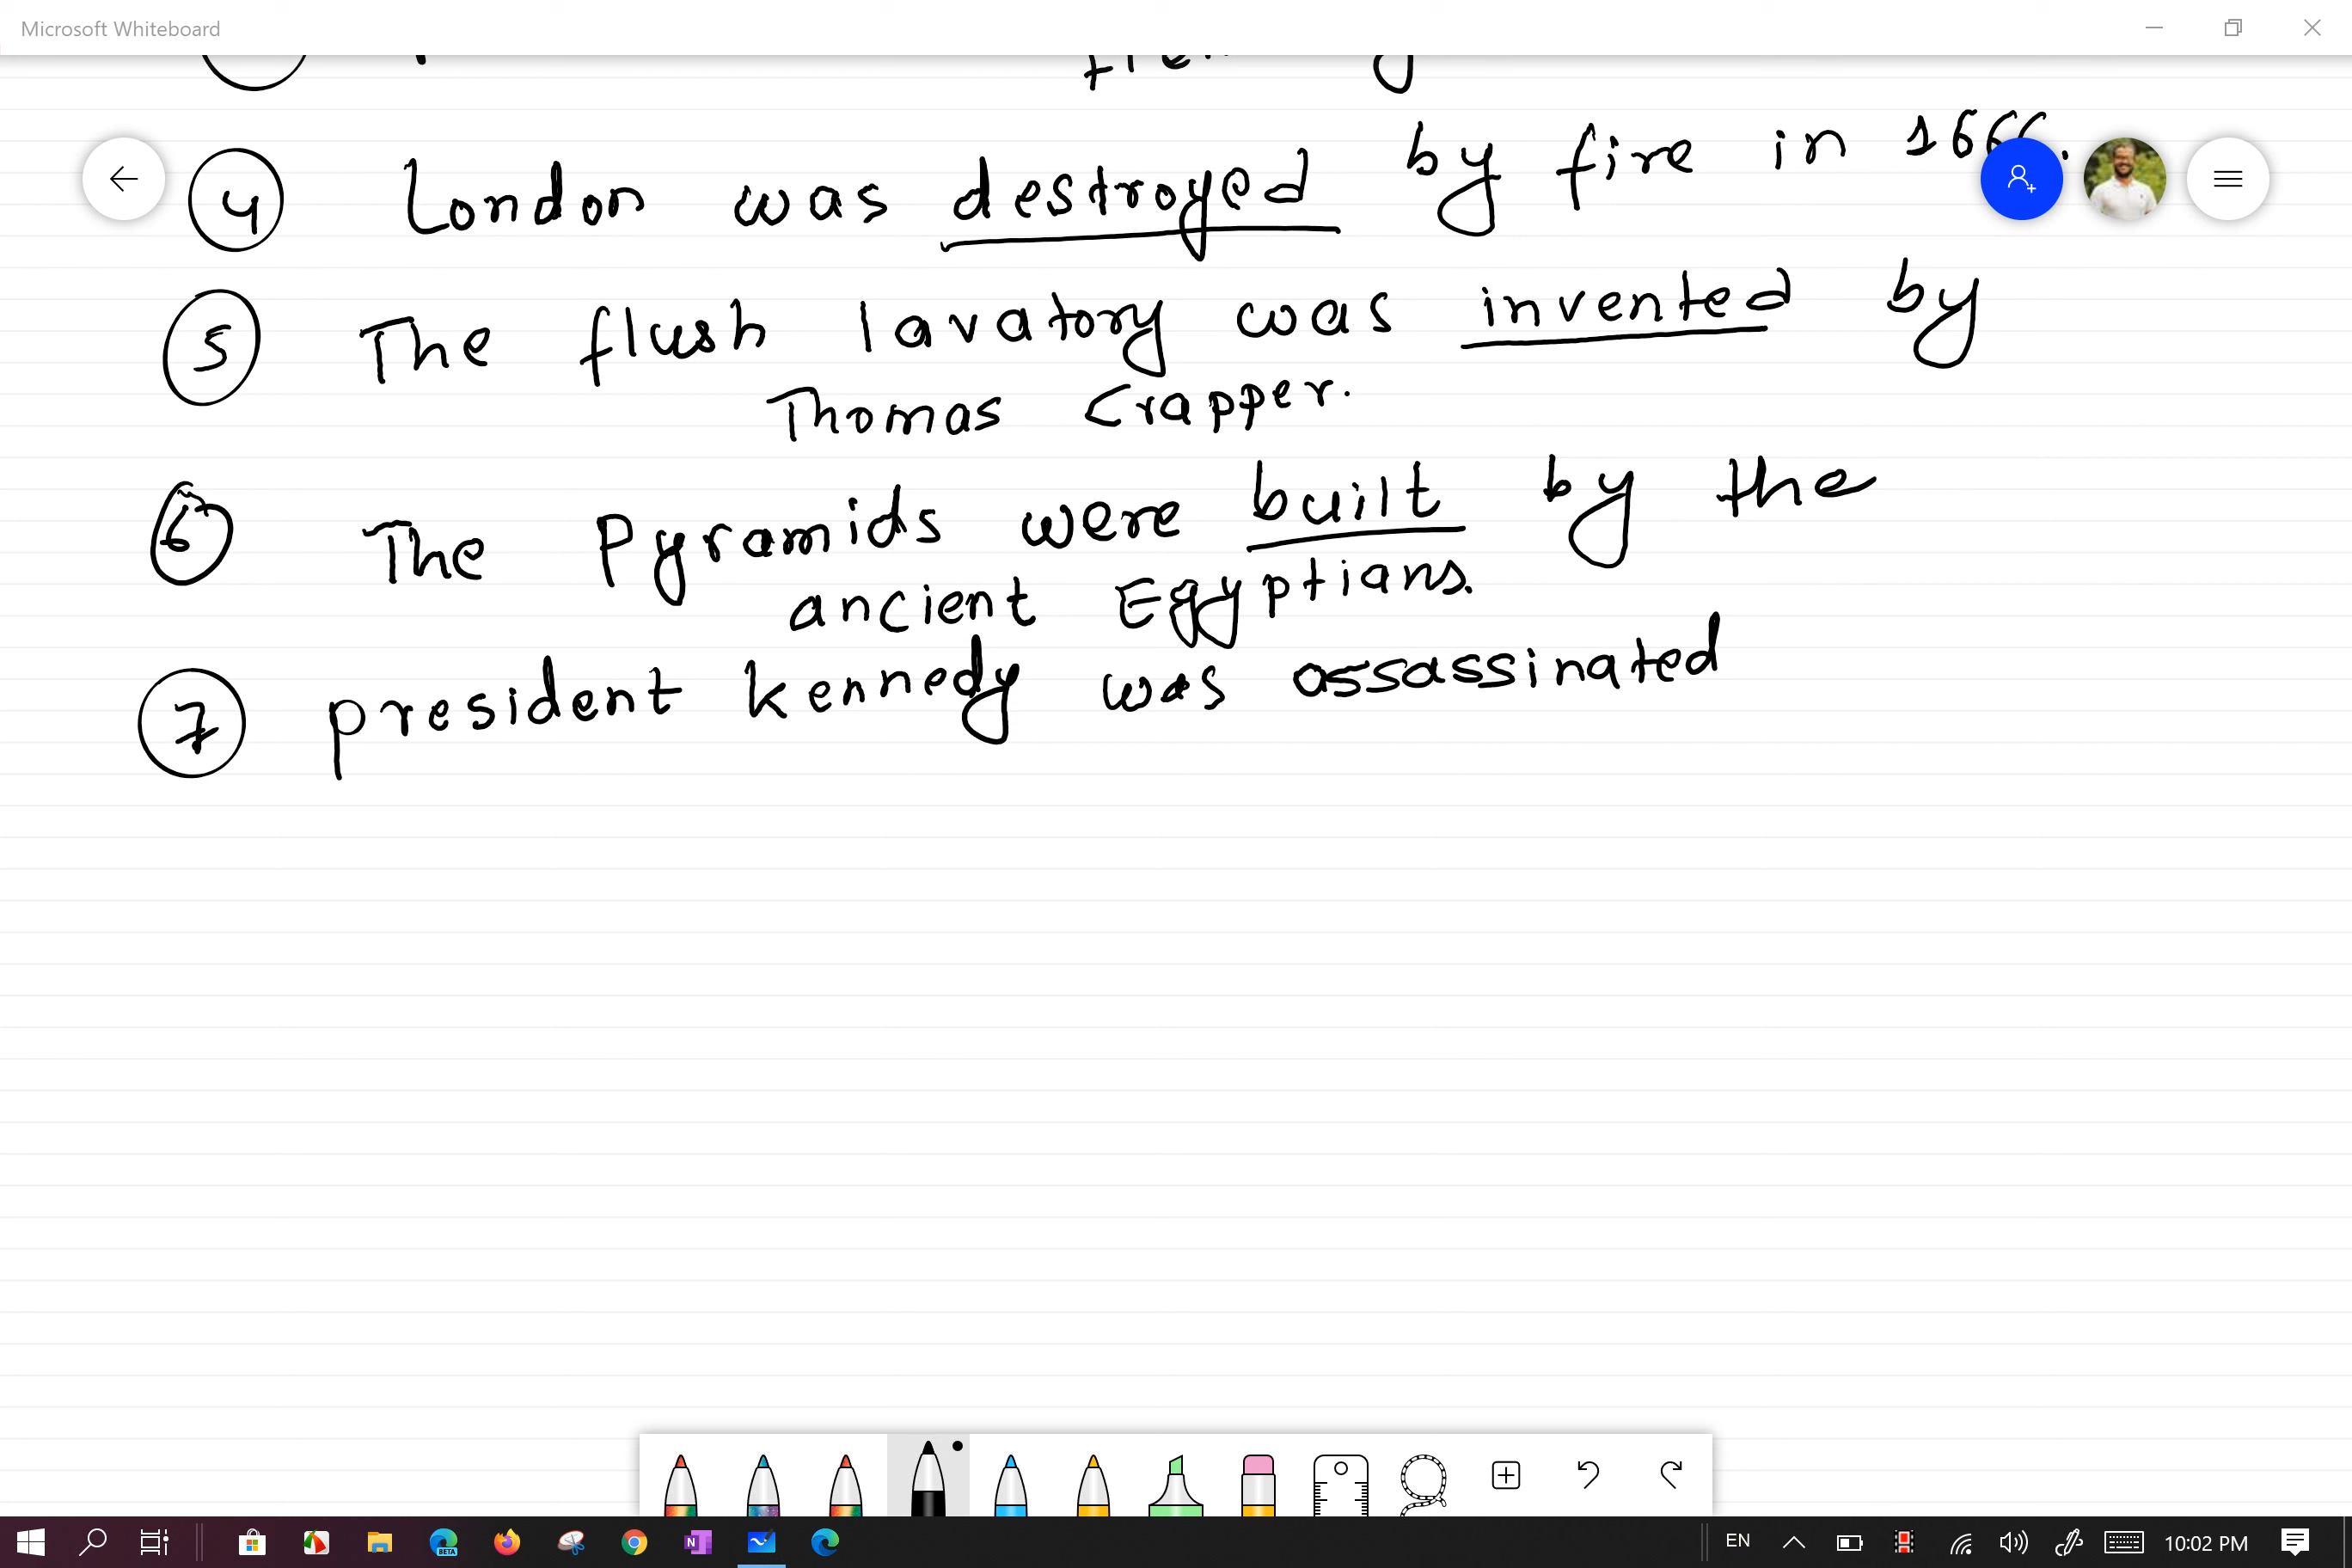 Microsoft Whiteboard
4 London was destroyed by fire in 1666.
5 The flush lavatory was invented by
Thomas Crapper.
6 The Pyramids were built by the
ancient Egyptians.
7 president kennedy was assassinated
BETA
N
EN
10:02 PM